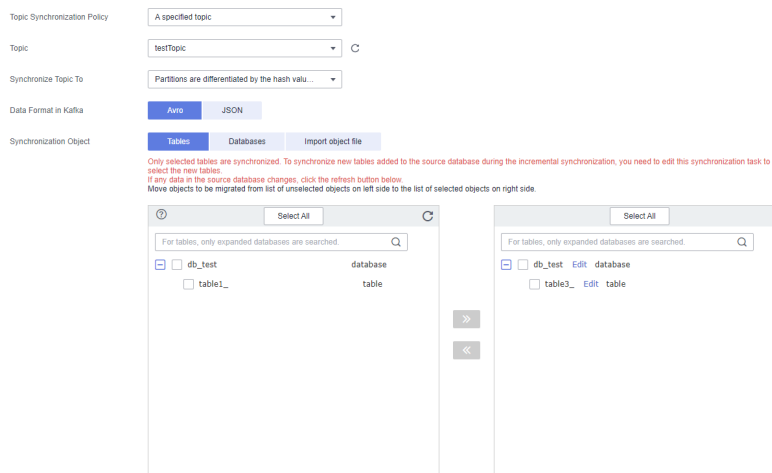 Topic Synchronization Policy
A specified topic
Topic
testTopic
Synchronize Topic To
Partitions are differentiated by the hash valu...
Data Format in Kafka
Avro
JSON
Synchronization Object
Tables
Databases
Import object file
Only selected tables are synchronized. To synchronize new tables added to the source database during the incremental synchronization, you need to edit this synchronization task to
select the new tables.
If any data in the source database changes, click the refresh button below.
Move objects to be migrated from list of unselected objects on left side to the list of selected objects on right side.
?
Select All
Select All
For tables, only expanded databases are searched.
For tables, only expanded databases are searched.
db_test database
db_test Edit database
table1_ table
table3_ Edit table